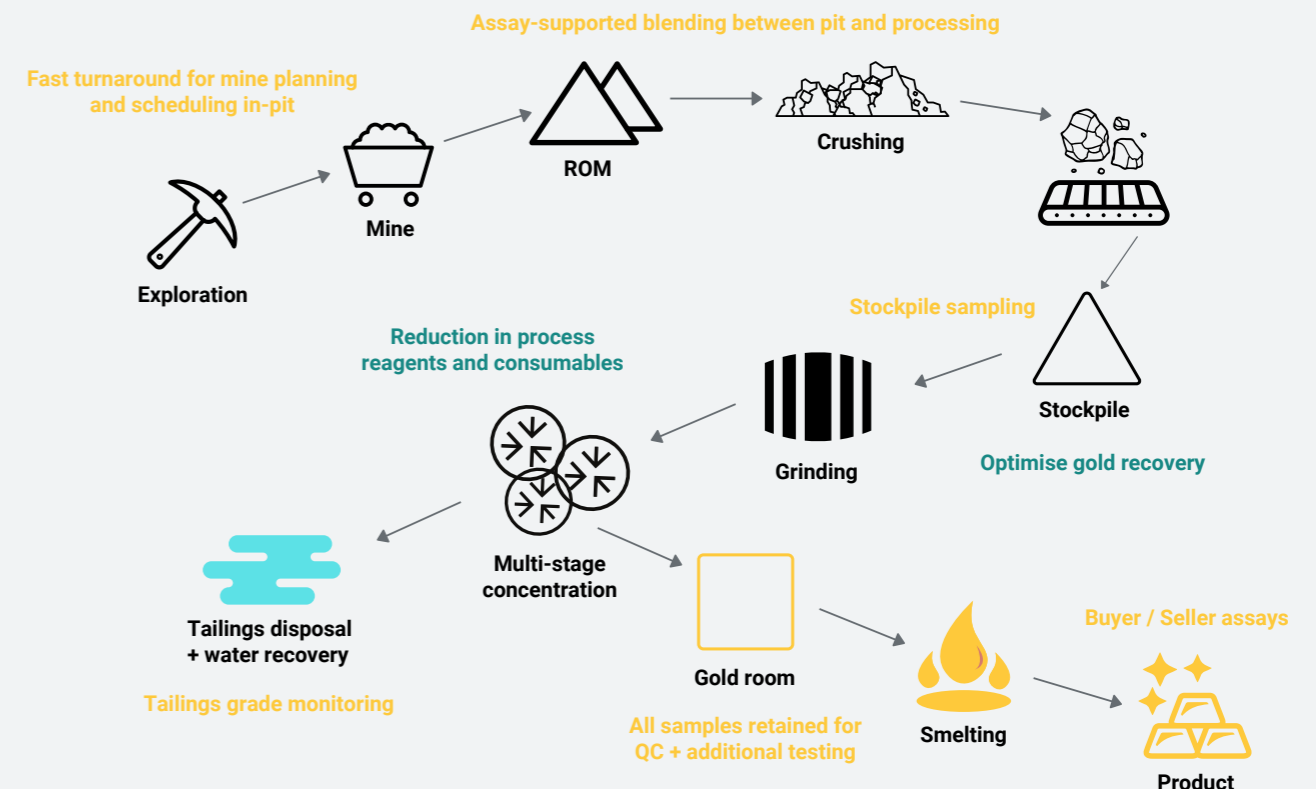 Assay-supported blending between pit and processing
Fast turnaround for mine planning
and scheduling in-pit
Exploration
Mine
ROM
Crushing
Stockpile sampling
Stockpile
Optimise gold recovery
Grinding
Reduction in process
reagents and consumables
Multi-stage
concentration
Tailings disposal
+ water recovery
Tailings grade monitoring
Gold room
All samples retained for
QC + additional testing
Smelting
Buyer / Seller assays
Product